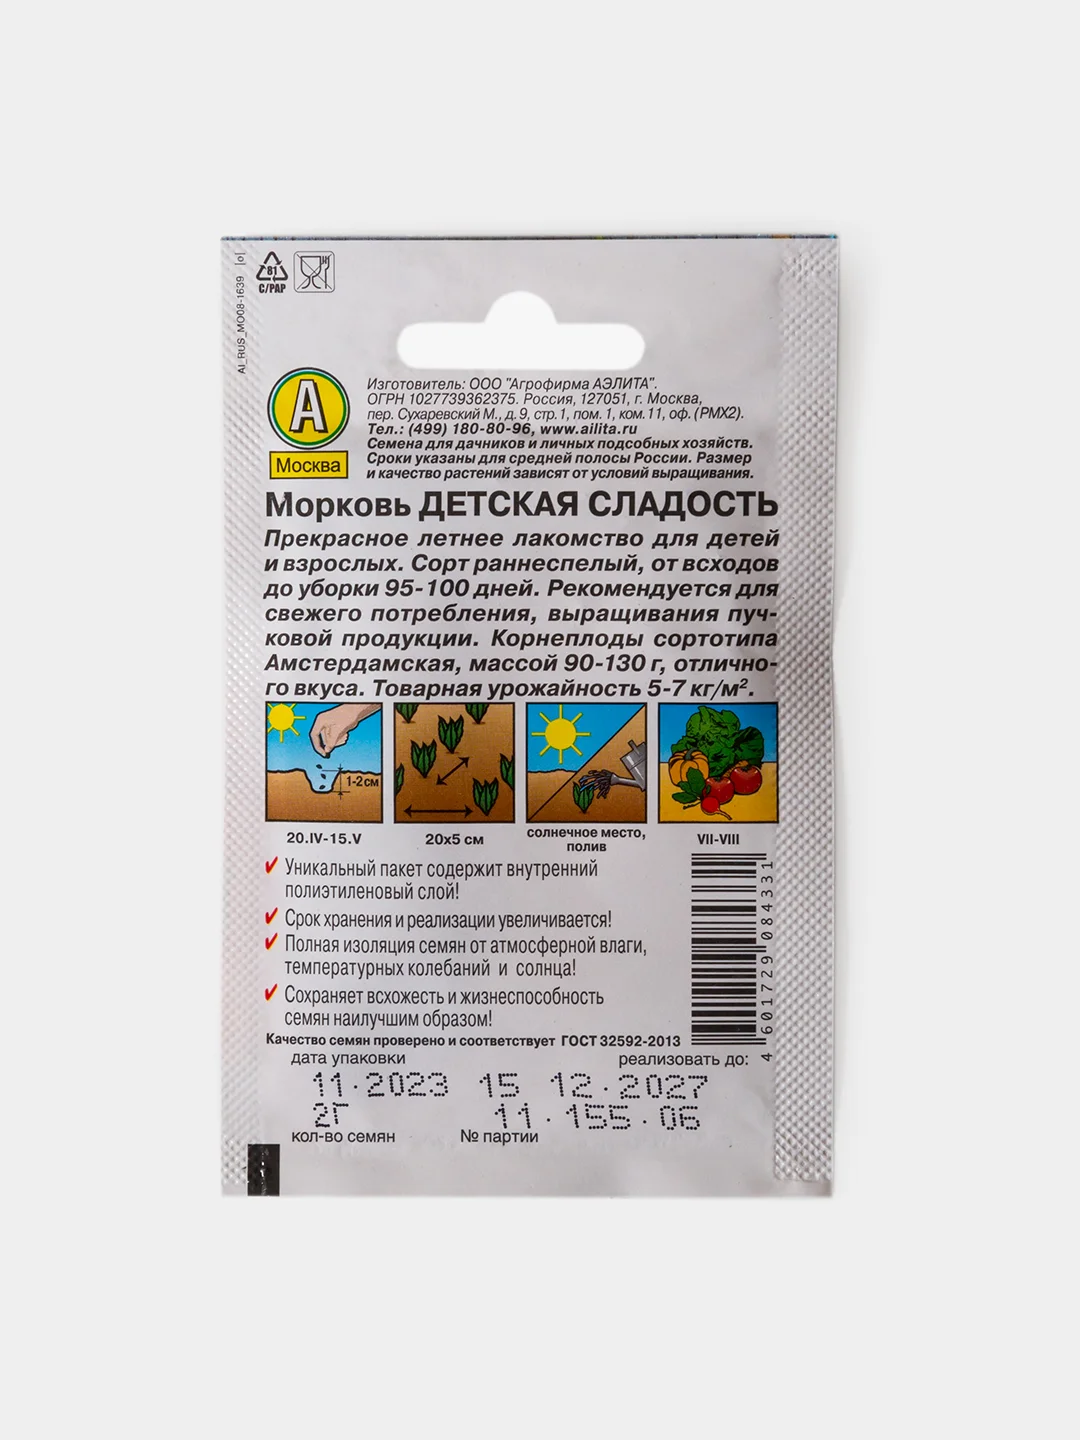 81
C/PAP
AI_RUS_MO08-1639 |o|
А
Москва
Изготовитель: ООО "Агрофирма АЭЛИТА".
ОГРН 1027739362375. Россия, 127051, г. Москва,
пер. Сухаревский М., д. 9, стр. 1, пом. 1, ком. 11, оф. (РМX2).
Тел.: (499) 180-80-96, www.ailita.ru
Семена для дачников и личных подсобных хозяйств.
Сроки указаны для средней полосы России. Размер
и качество растений зависят от условий выращивания.
Морковь ДЕТСКАЯ СЛАДОСТЬ
Прекрасное летнее лакомство для детей
и взрослых. Сорт раннеспелый, от всходов
до уборки 95-100 дней. Рекомендуется для
свежего потребления, выращивания пуч-
ковой продукции. Корнеплоды сортотипа
Амстердамская, массой 90-130 г, отлично-
го вкуса. Товарная урожайность 5-7 кг/м².
1-2 см
20.IV-15.V
20х5 см
солнечное место,
полив
VII-VIII
Уникальный пакет содержит внутренний
полиэтиленовый слой!
Срок хранения и реализации увеличивается!
Полная изоляция семян от атмосферной влаги,
температурных колебаний и солнца!
Сохраняет всхожесть и жизнеспособность
семян наилучшим образом!
4 601729 084331
Качество семян проверено и соответствует ГОСТ 32592-2013
дата упаковки реализовать до:
11.2023 15 12.2027
2Г 11.155.06
кол-во семян № партии